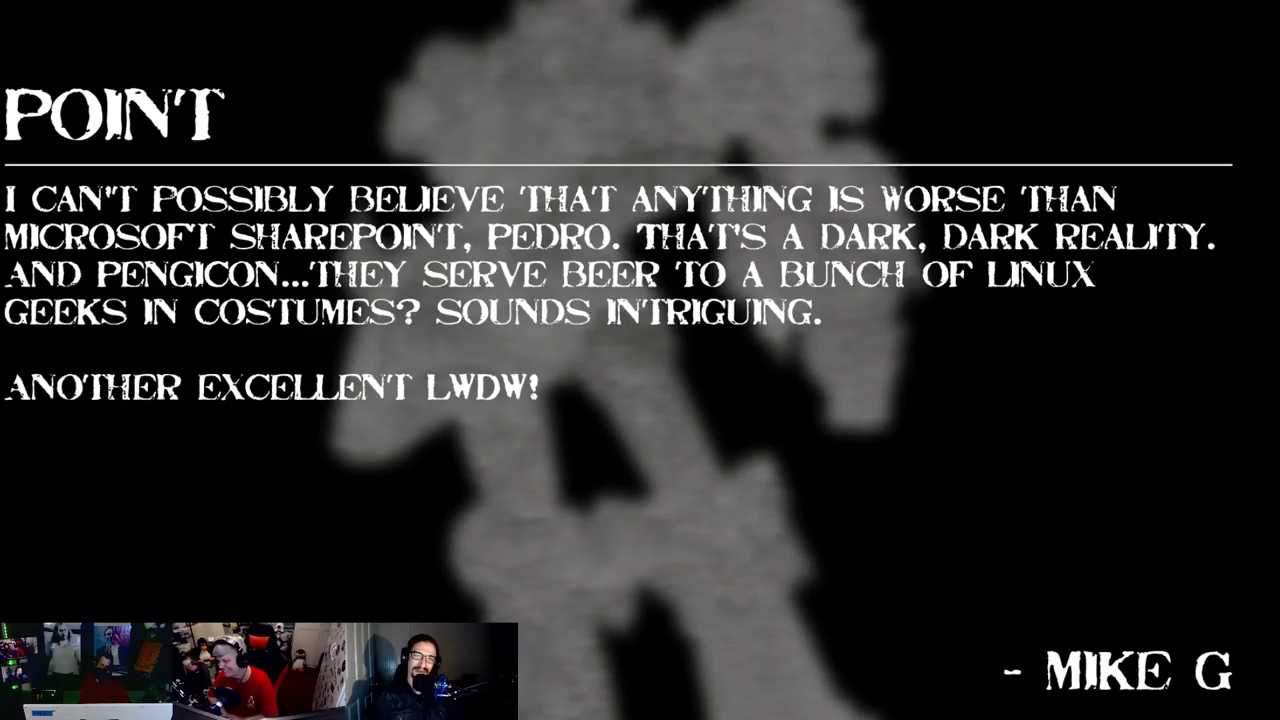 POINT
I CAN'T POSSIBLY BELIEVE THAT ANYTHING IS WORSE THAN
MICROSOFT SHAREPOINT, PEDRO. THAT'S A DARK, DARK REALITY.
AND PENGICON...THEY SERVE BEER TO A BUNCH OF LINUX
GEEKS IN COSTUMES? SOUNDS INTRIGUING.
ANOTHER EXCELLENT LWDW!
- MIKE G